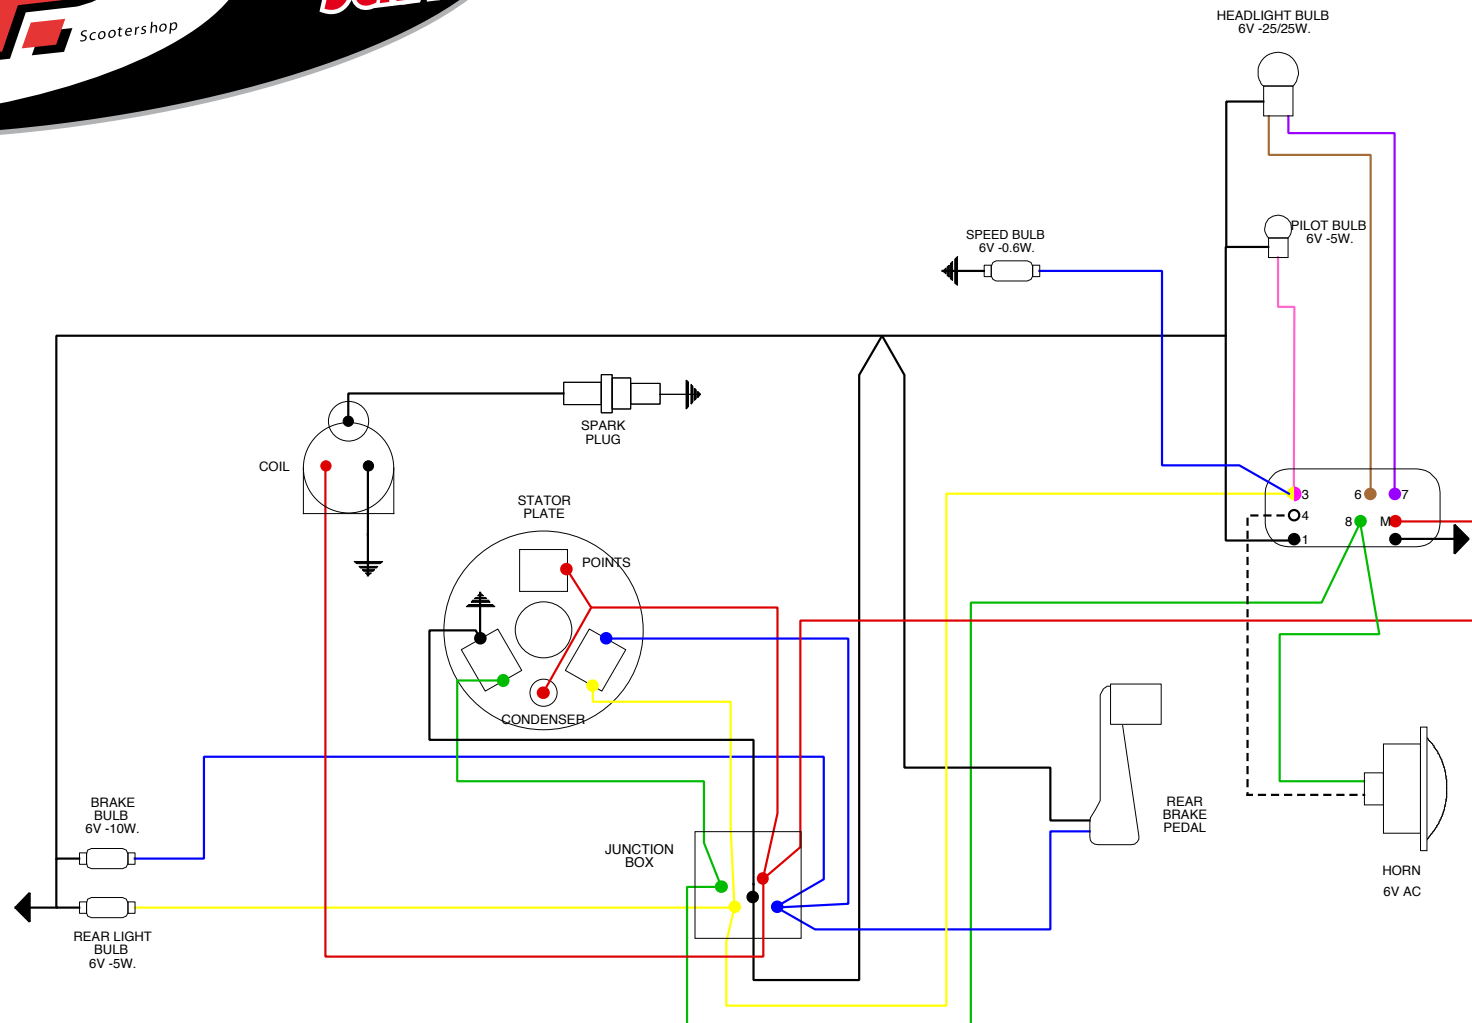 Scootershop
HEADLIGHT BULB
6V -25/25W.
PILOT BULB
6V -5W.
SPEED BULB
6V -0.6W.
SPARK
PLUG
COIL
STATOR
PLATE
POINTS
CONDENSER
3
6
7
4
8
M
1
BRAKE
BULB
6V -10W.
REAR
BRAKE
PEDAL
JUNCTION
BOX
HORN
6V AC
REAR LIGHT
BULB
6V -5W.